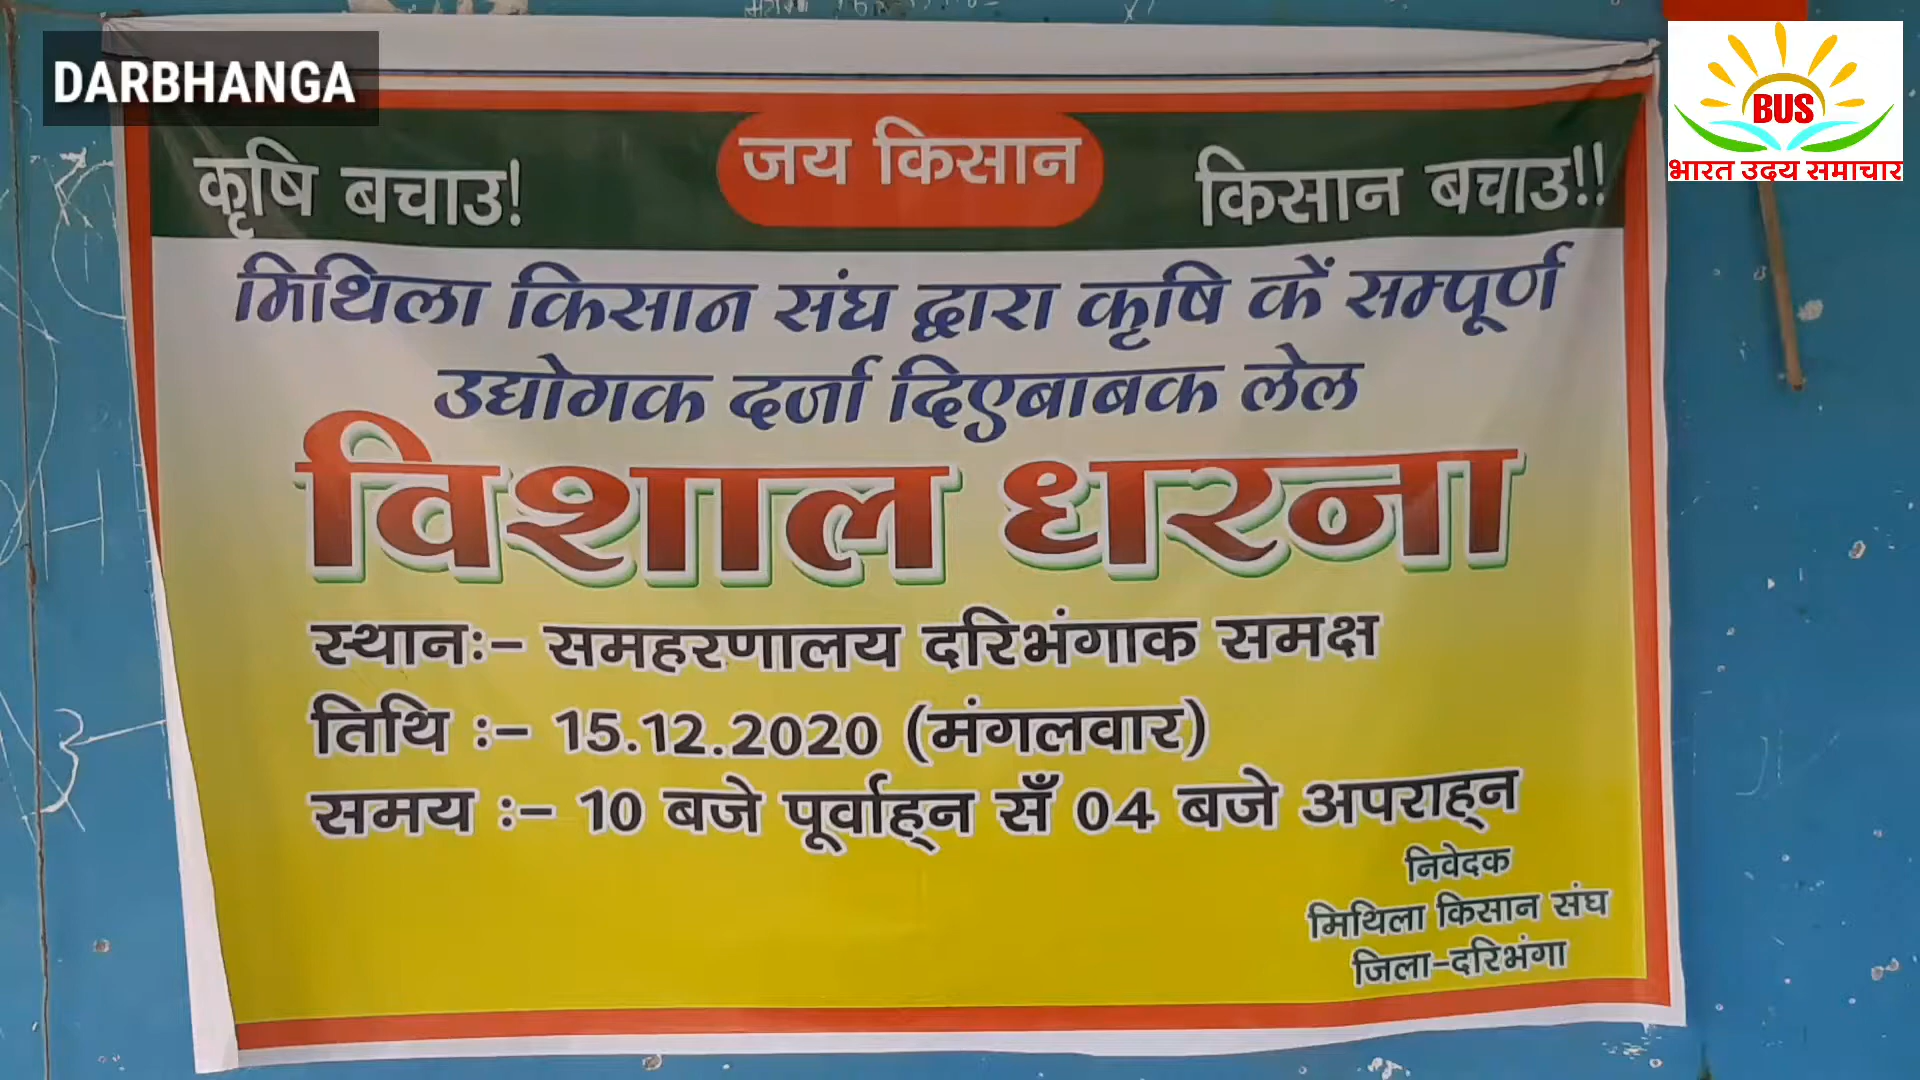 DARBHANGA
BUS
भारत उदय समाचार
कृषि बचाउ! जय किसान किसान बचाउ!!
मिथिला किसान संघ द्वारा कृषि कें सम्पूर्ण
उद्योगक दर्जा दिएबाबक लेल
विशाल धरना
स्थानः- समहरणालय दरिभंगाक समक्ष
तिथि :- 15.12.2020 (मंगलवार)
समय :- 10 बजे पूर्वाह्न सँ 04 बजे अपराह्न
निवेदक
मिथिला किसान संघ
जिला-दरिभंगा